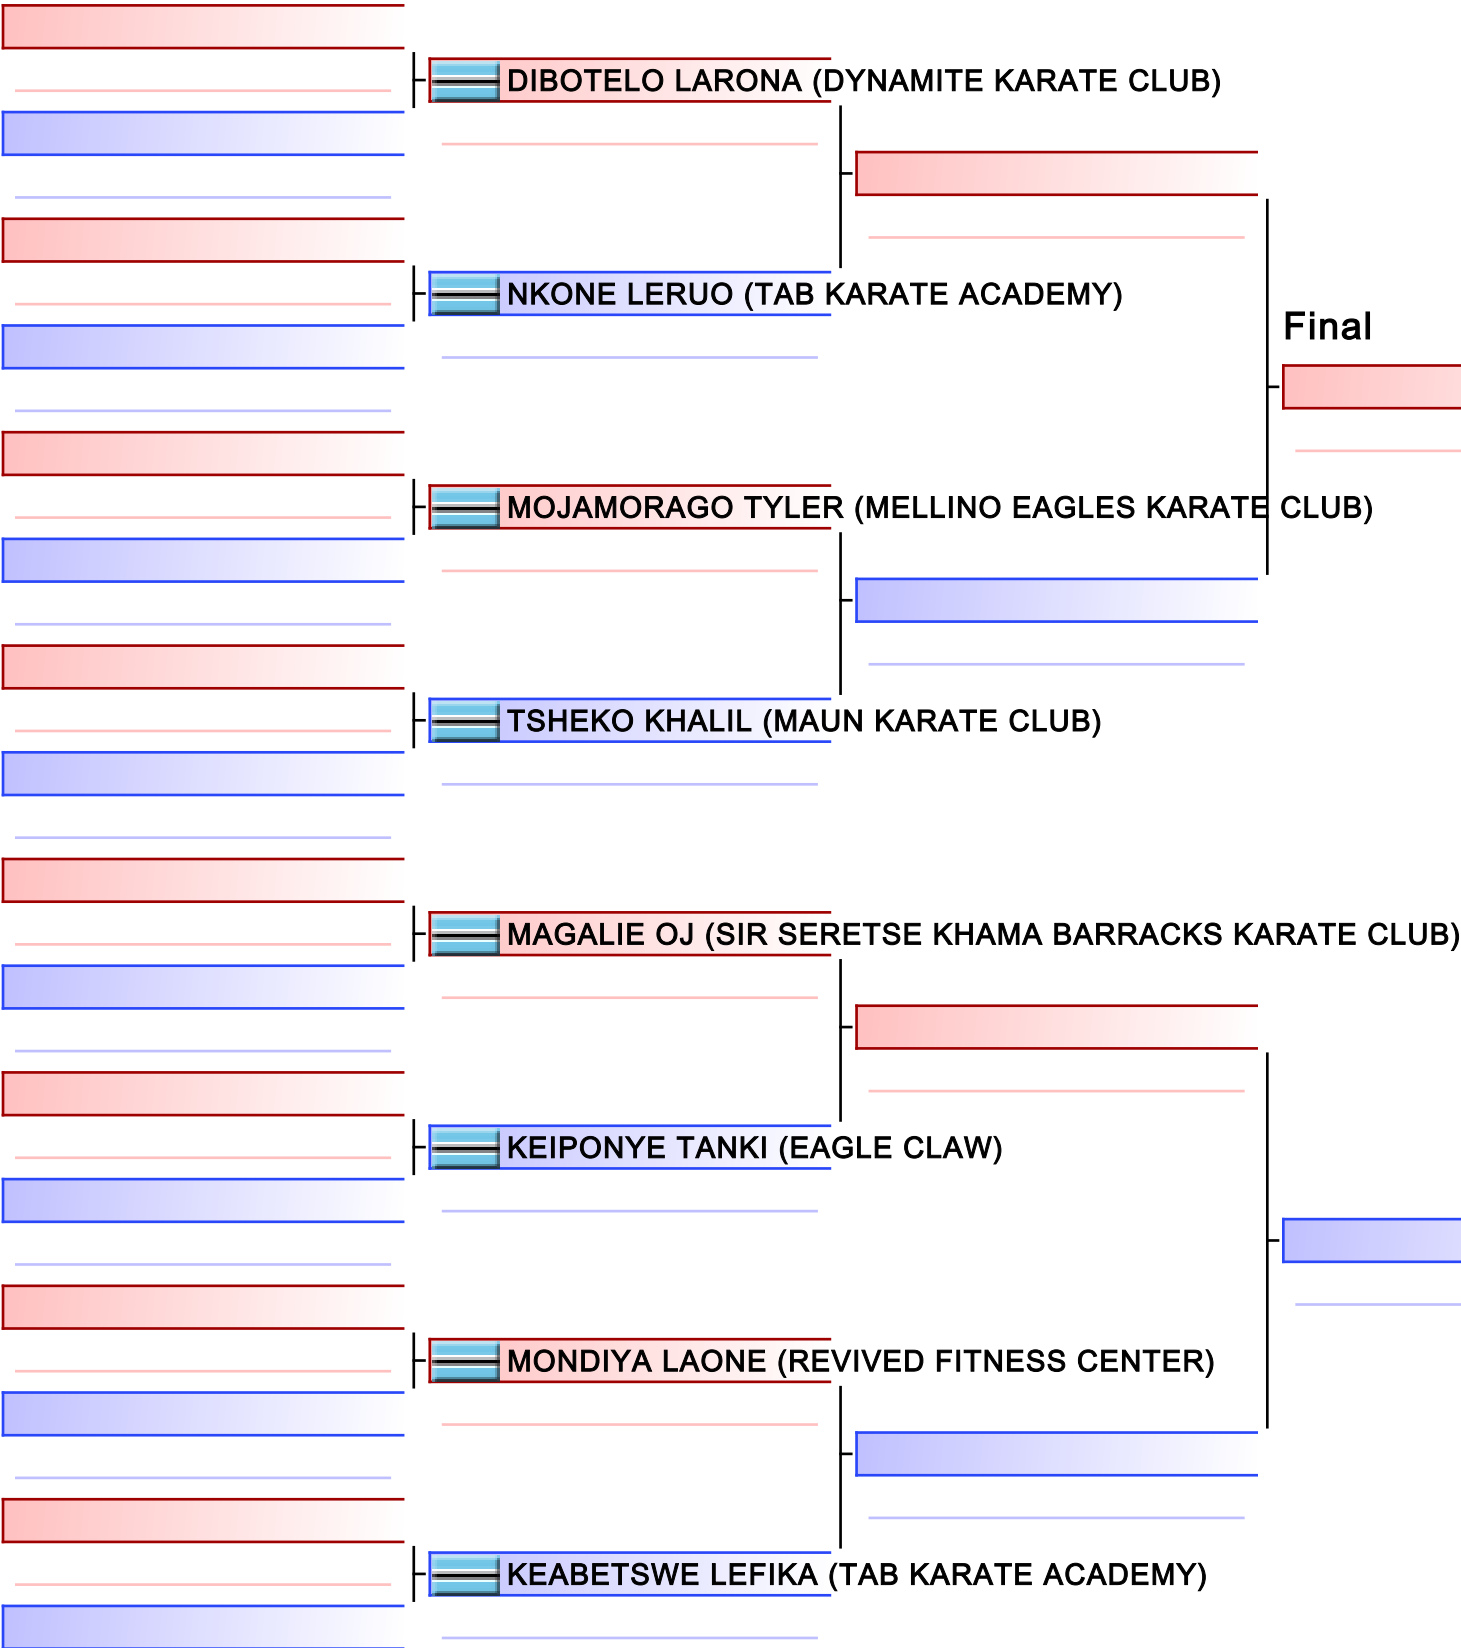 DIBOTELO LARONA (DYNAMITE KARATE CLUB)
NKONE LERUO (TAB KARATE ACADEMY)
Final
MOJAMORAGO TYLER (MELLINO EAGLES KARATE CLUB)
TSHEKO KHALIL (MAUN KARATE CLUB)
MAGALIE OJ (SIR SERETSE KHAMA BARRACKS KARATE CLUB)
KEIPONYE TANKI (EAGLE CLAW)
MONDIYA LAONE (REVIVED FITNESS CENTER)
KEABETSWE LEFIKA (TAB KARATE ACADEMY)